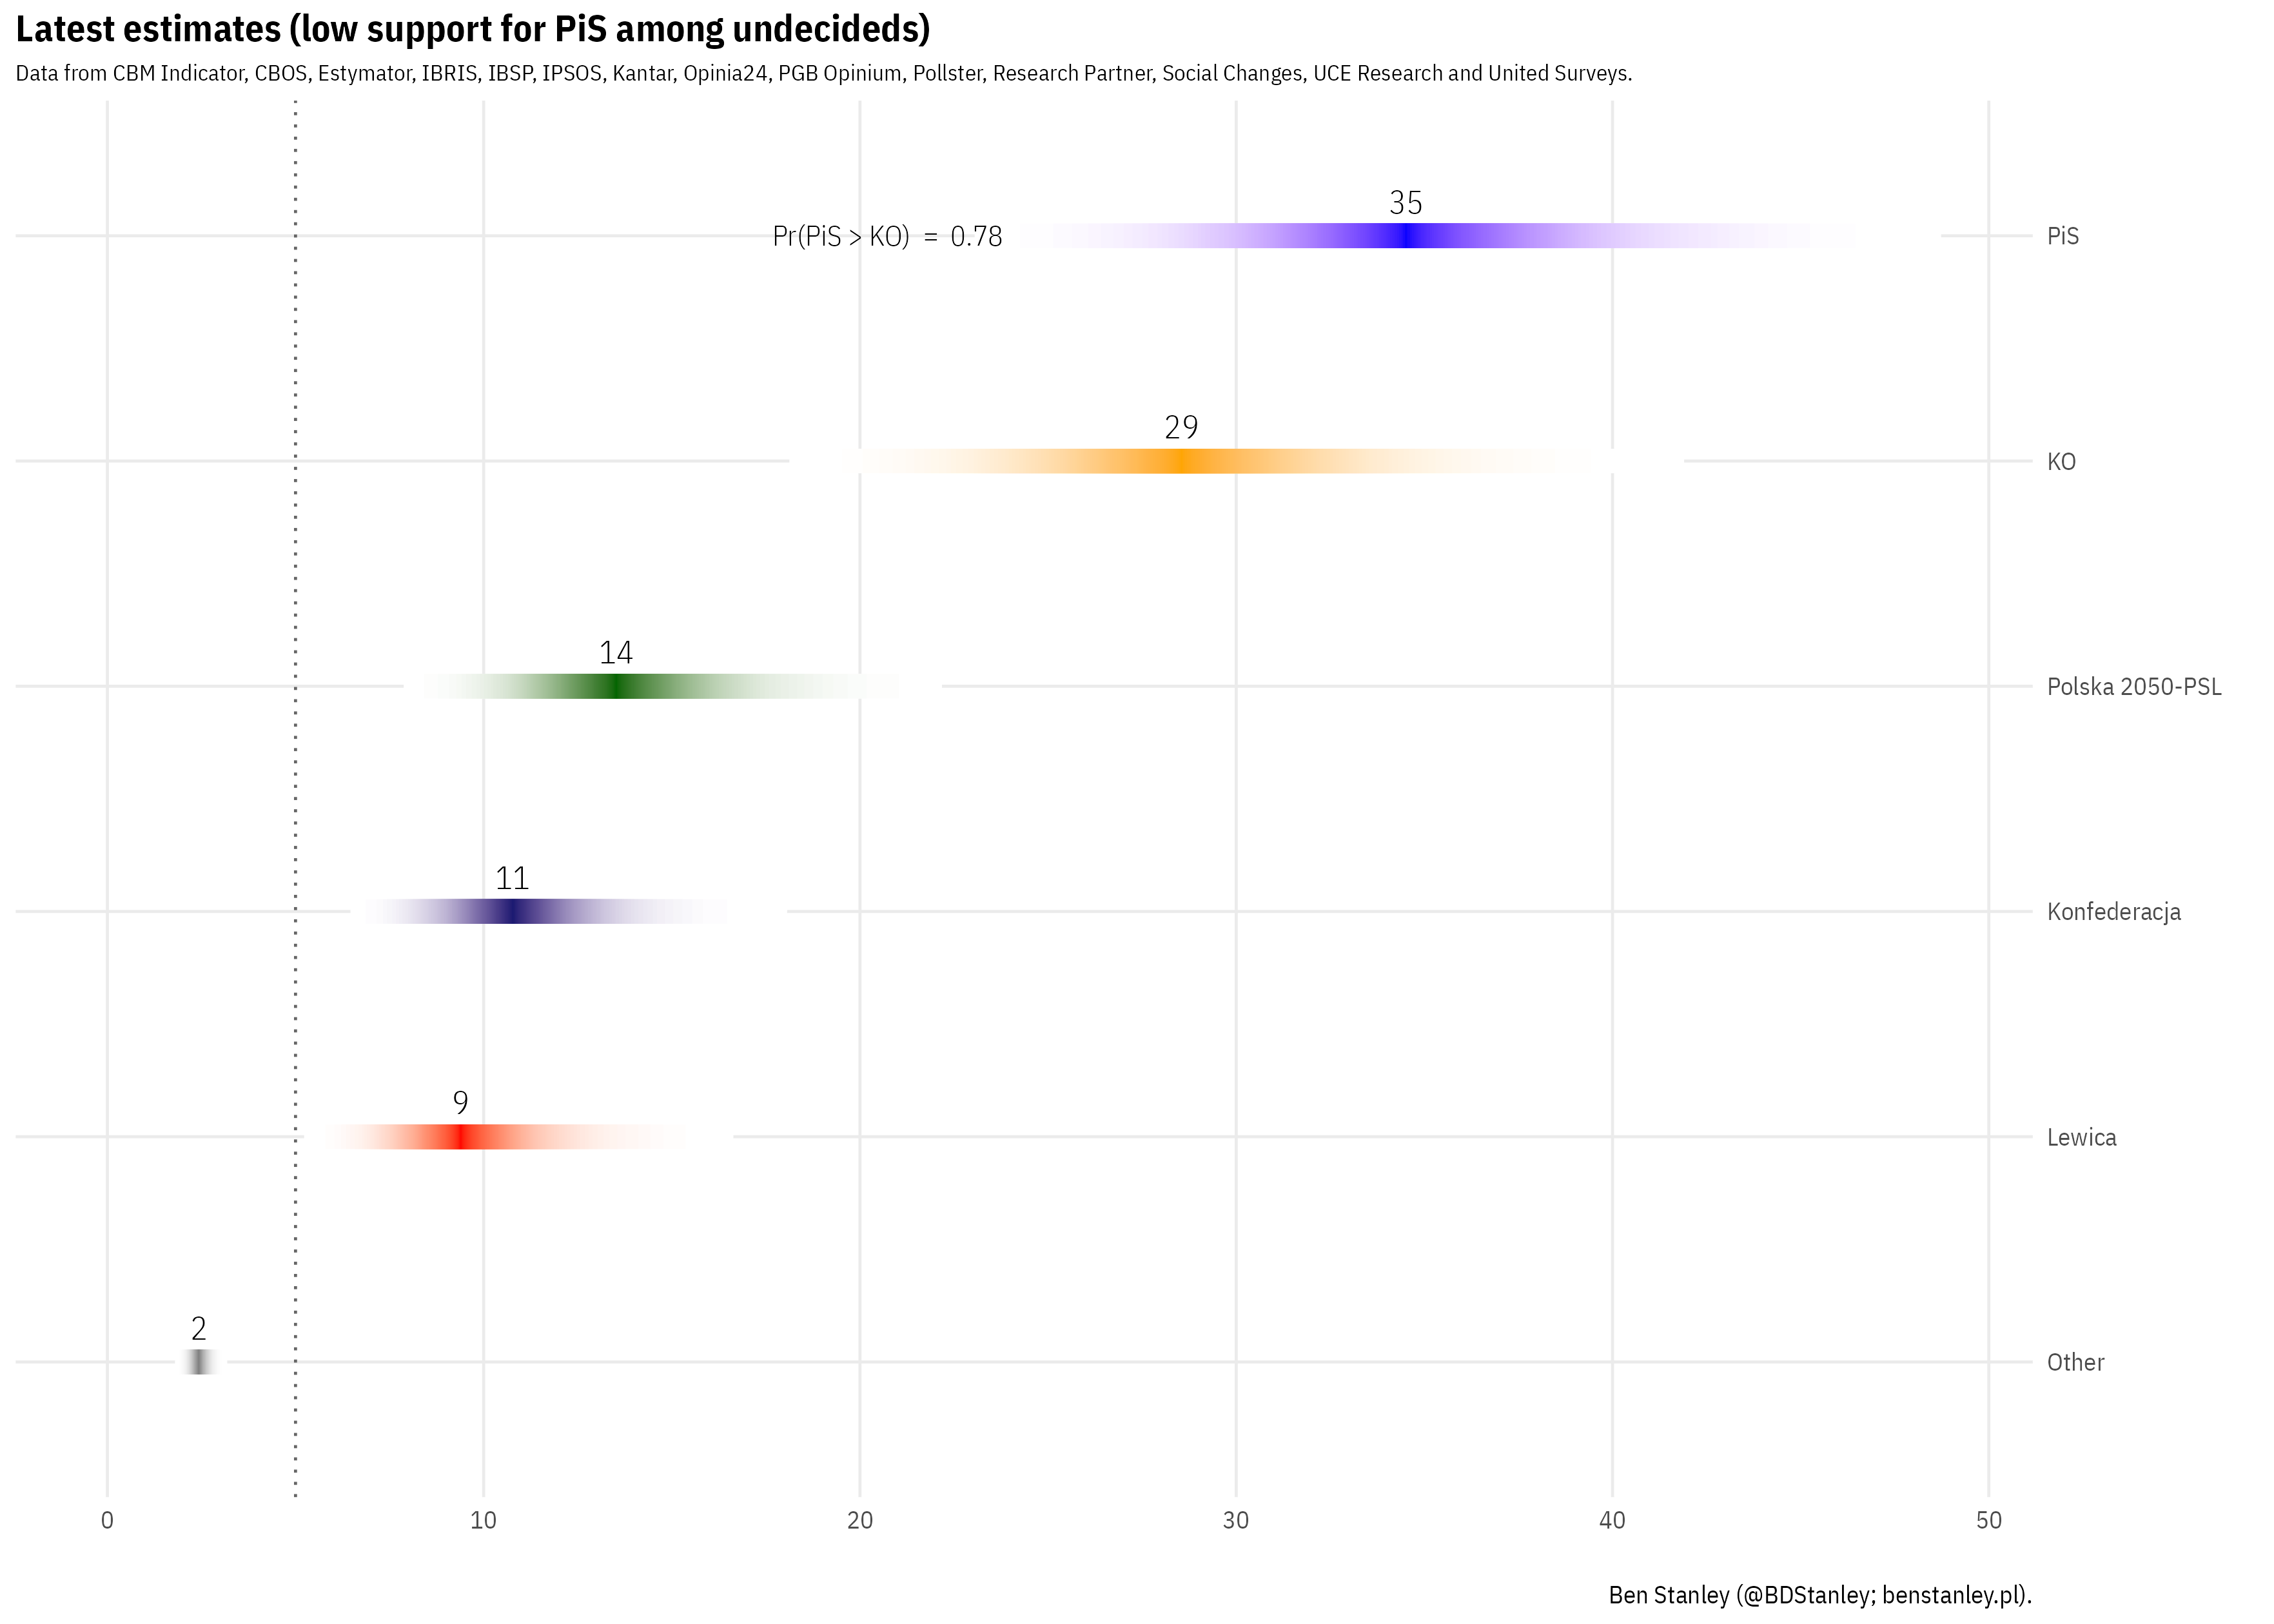 Latest estimates (low support for PiS among undecideds)
Data from CBM Indicator, CBOS, Estymator, IBRIS, IBSP, IPSOS, Kantar, Opinia24, PGB Opinium, Pollster, Research Partner, Social Changes, UCE Research and United Surveys.
35
Pr(PiS > KO) = 0.78
PiS
29
KO
14
Polska 2050-PSL
11
Konfederacja
9
Lewica
2
Other
0 10 20 30 40 50
Ben Stanley (@BDStanley; benstanley.pl).